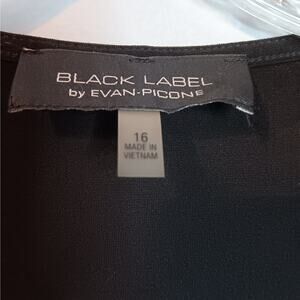 BLACK LABEL
by EVAN-PICONE
16
MADE IN
VIETNAM